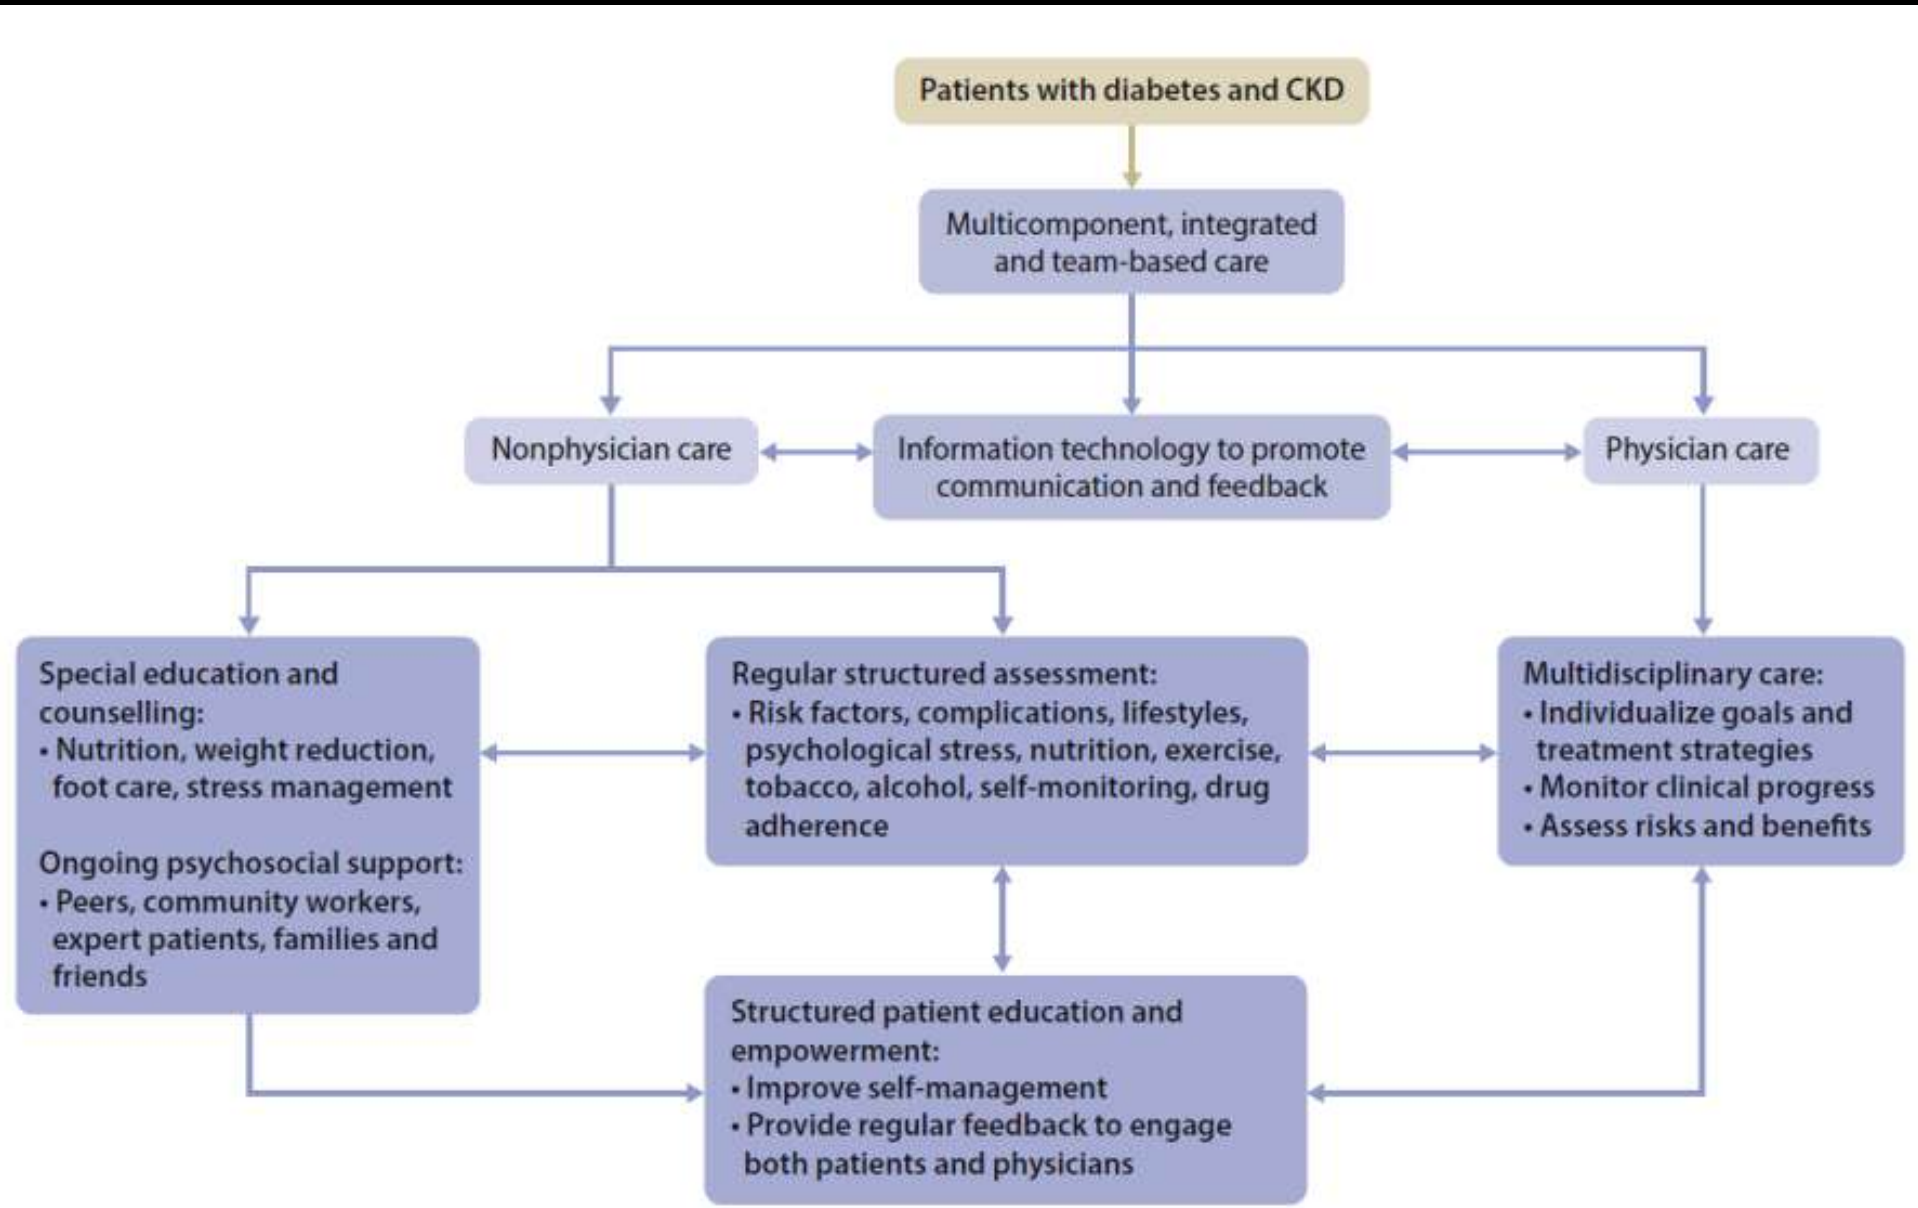 Patients with diabetes and CKD
Multicomponent, integrated
and team-based care
Nonphysician care
Information technology to promote
communication and feedback
Physician care
Special education and
counselling:
• Nutrition, weight reduction,
foot care, stress management
Ongoing psychosocial support:
• Peers, community workers,
expert patients, families and
friends
Regular structured assessment:
• Risk factors, complications, lifestyles,
psychological stress, nutrition, exercise,
tobacco, alcohol, self-monitoring, drug
adherence
Multidisciplinary care:
• Individualize goals and
treatment strategies
• Monitor clinical progress
• Assess risks and benefits
Structured patient education and
empowerment:
• Improve self-management
• Provide regular feedback to engage
both patients and physicians